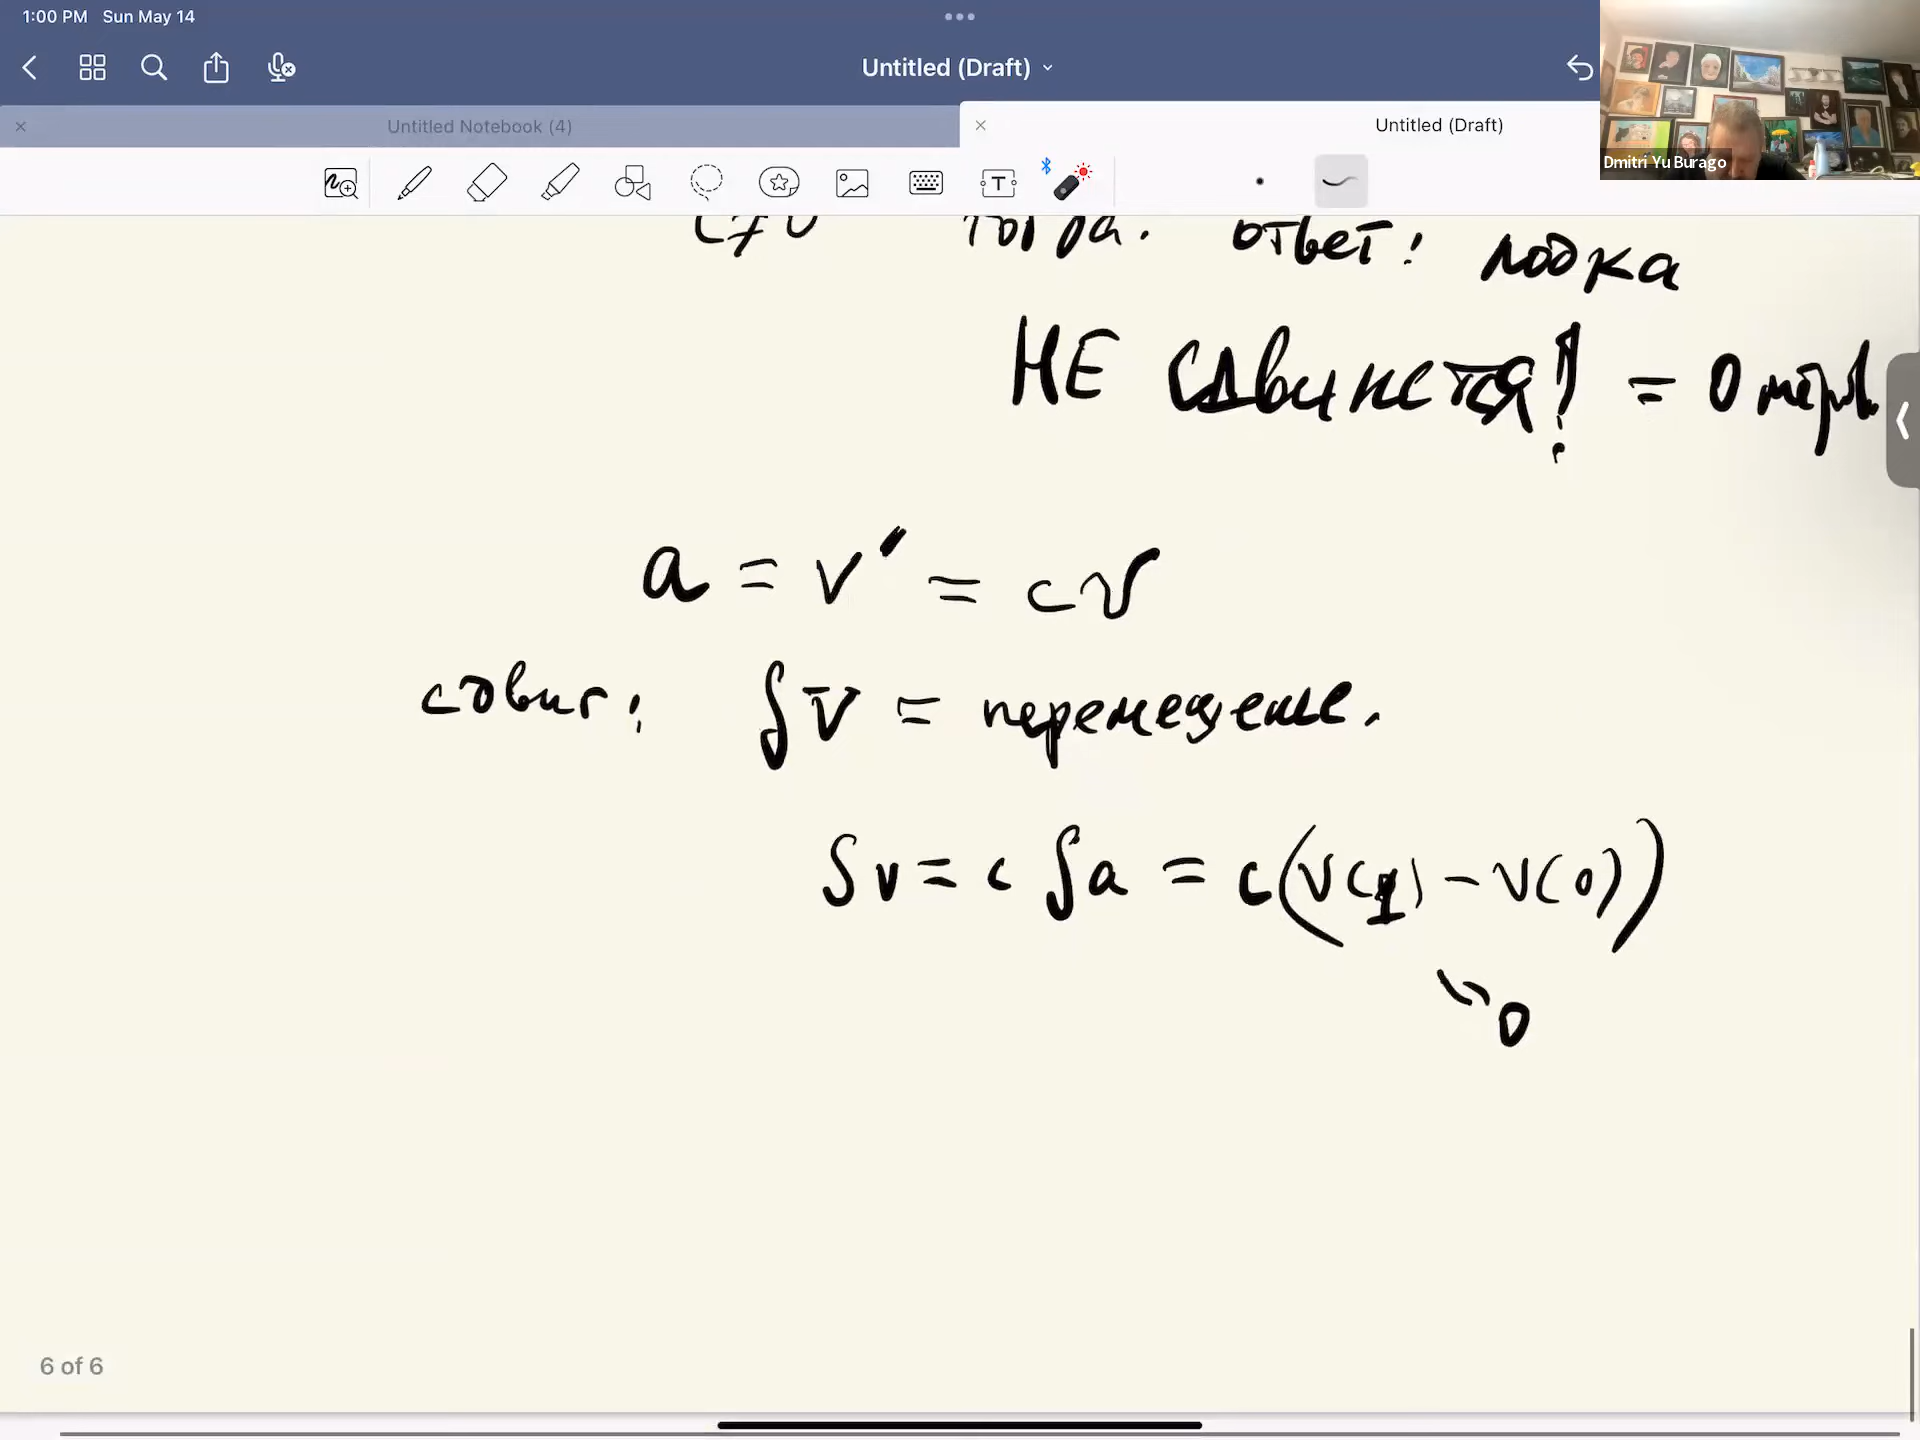 1:00 PM Sun May 14
Untitled (Draft)
Untitled Notebook (4)
Untitled (Draft)
Dmitri Yu Burago
c≠0 тогда. ответ: лодка
НЕ сдвинется! = 0
a = v' = cv
сдвиг: ∫v = перемещение.
∫v = c ∫a = c(v(1) - v(0))
= 0
6 of 6